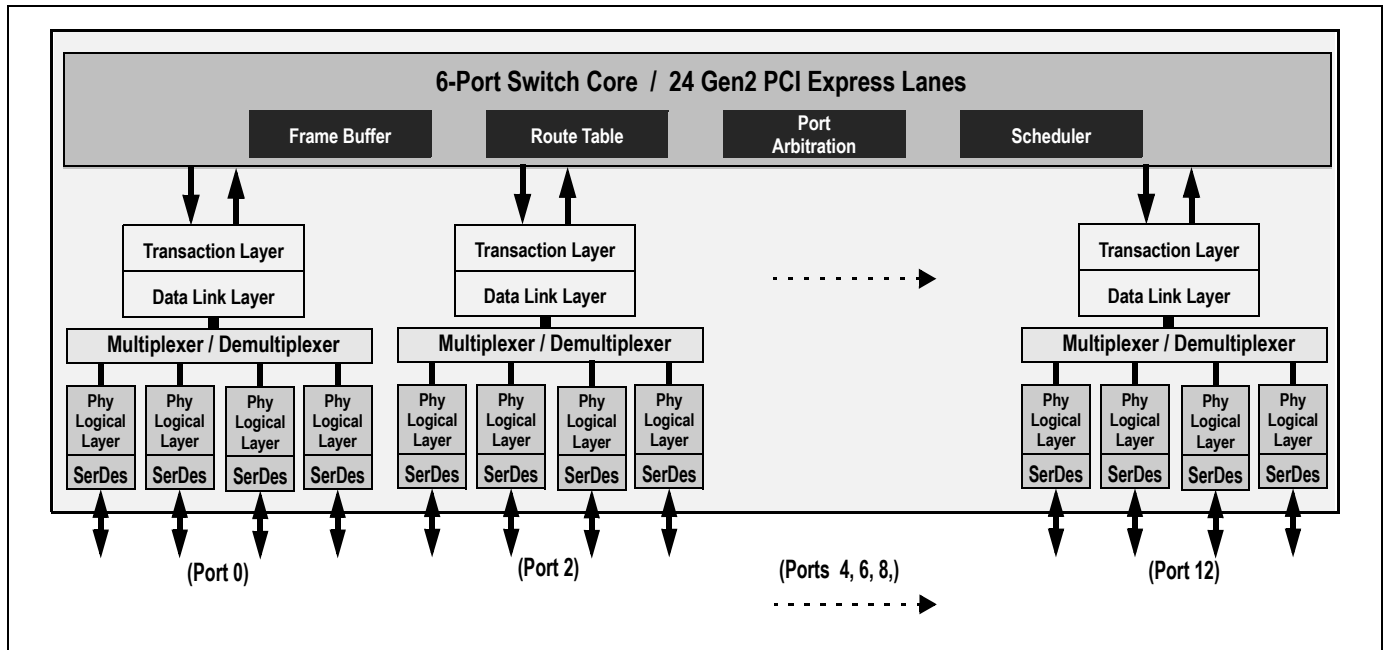 6-Port Switch Core / 24 Gen2 PCI Express Lanes
Frame Buffer
Route Table
Port
Arbitration
Scheduler
Transaction Layer
Data Link Layer
Multiplexer / Demultiplexer
Phy
Logical
Layer
SerDes
Phy
Logical
Layer
SerDes
Phy
Logical
Layer
SerDes
Phy
Logical
Layer
SerDes
(Port 0)
Transaction Layer
Data Link Layer
Multiplexer / Demultiplexer
Phy
Logical
Layer
SerDes
Phy
Logical
Layer
SerDes
Phy
Logical
Layer
SerDes
Phy
Logical
Layer
SerDes
(Port 2)
(Ports 4, 6, 8,)
Transaction Layer
Data Link Layer
Multiplexer / Demultiplexer
Phy
Logical
Layer
SerDes
Phy
Logical
Layer
SerDes
Phy
Logical
Layer
SerDes
Phy
Logical
Layer
SerDes
(Port 12)